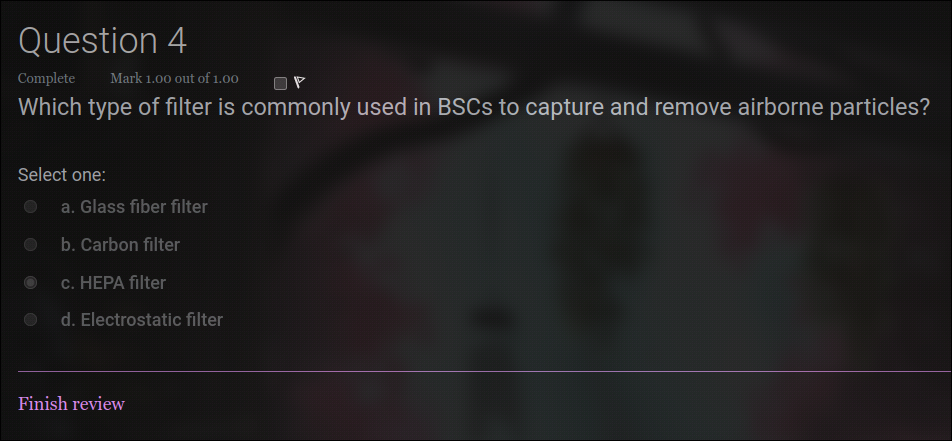 Question 4
Complete Mark 1.00 out of 1.00
Which type of filter is commonly used in BSCs to capture and remove airborne particles?
Select one:
a. Glass fiber filter
b. Carbon filter
c. HEPA filter
d. Electrostatic filter
Finish review